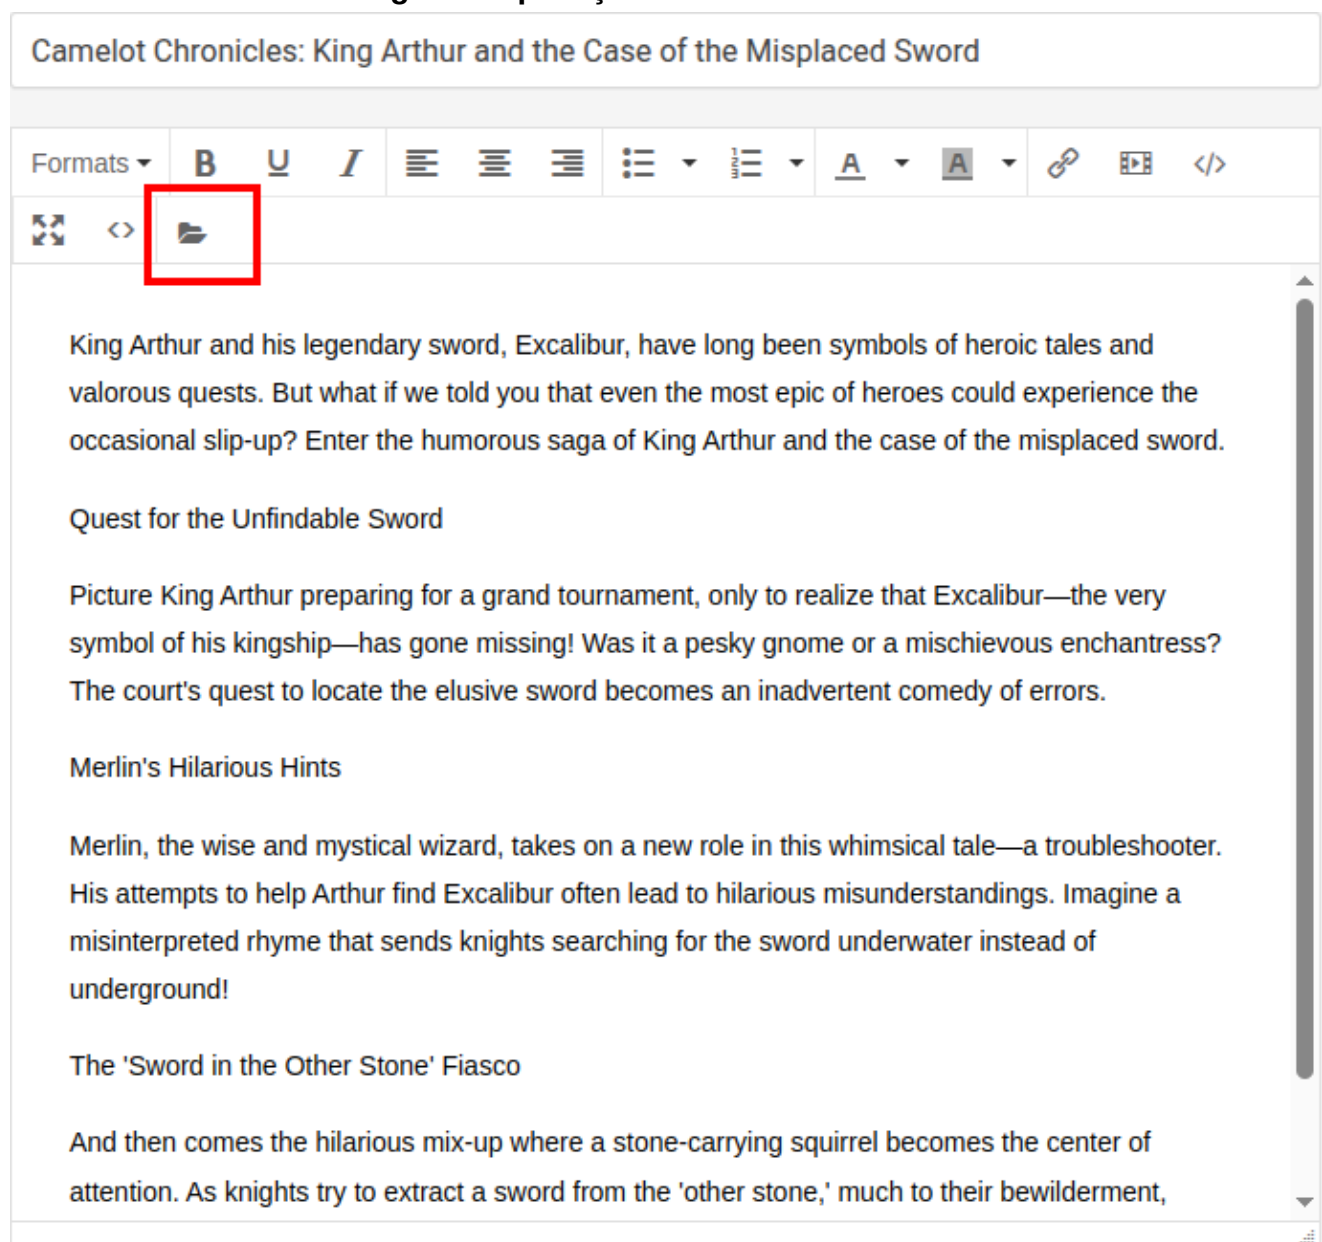 Camelot Chronicles: King Arthur and the Case of the Misplaced Sword
Formats B U I A A </>
<>
King Arthur and his legendary sword, Excalibur, have long been symbols of heroic tales and
valorous quests. But what if we told you that even the most epic of heroes could experience the
occasional slip-up? Enter the humorous saga of King Arthur and the case of the misplaced sword.
Quest for the Unfindable Sword
Picture King Arthur preparing for a grand tournament, only to realize that Excalibur—the very
symbol of his kingship—has gone missing! Was it a pesky gnome or a mischievous enchantress?
The court's quest to locate the elusive sword becomes an inadvertent comedy of errors.
Merlin's Hilarious Hints
Merlin, the wise and mystical wizard, takes on a new role in this whimsical tale—a troubleshooter.
His attempts to help Arthur find Excalibur often lead to hilarious misunderstandings. Imagine a
misinterpreted rhyme that sends knights searching for the sword underwater instead of
underground!
The 'Sword in the Other Stone' Fiasco
And then comes the hilarious mix-up where a stone-carrying squirrel becomes the center of
attention. As knights try to extract a sword from the 'other stone,' much to their bewilderment,